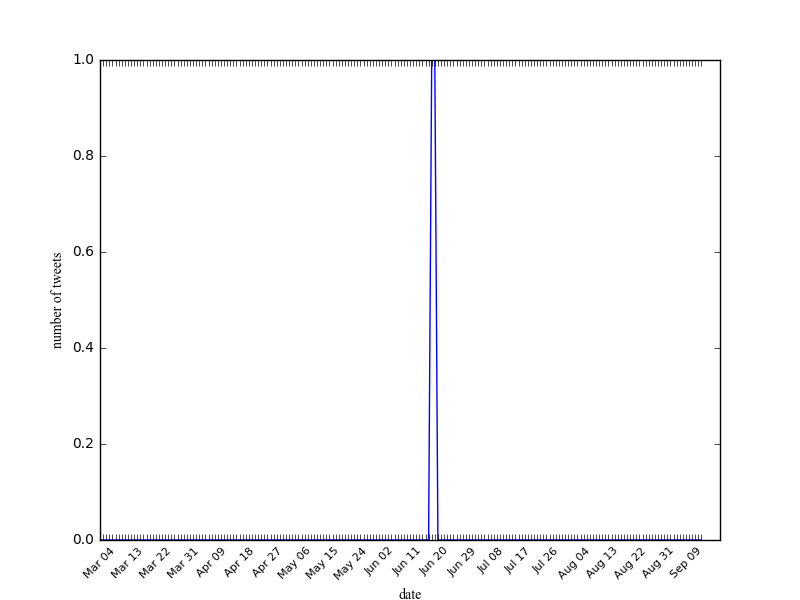 1.0
0.8
0.6
0.4
0.2
0.0
number of tweets
Mar 04
Mar 13
Mar 22
Mar 31
Apr 09
Apr 18
Apr 27
May 06
May 15
May 24
Jun 02
Jun 11
Jun 20
Jun 29
Jul 08
Jul 17
Jul 26
Aug 04
Aug 13
Aug 22
Aug 31
Sep 09
date